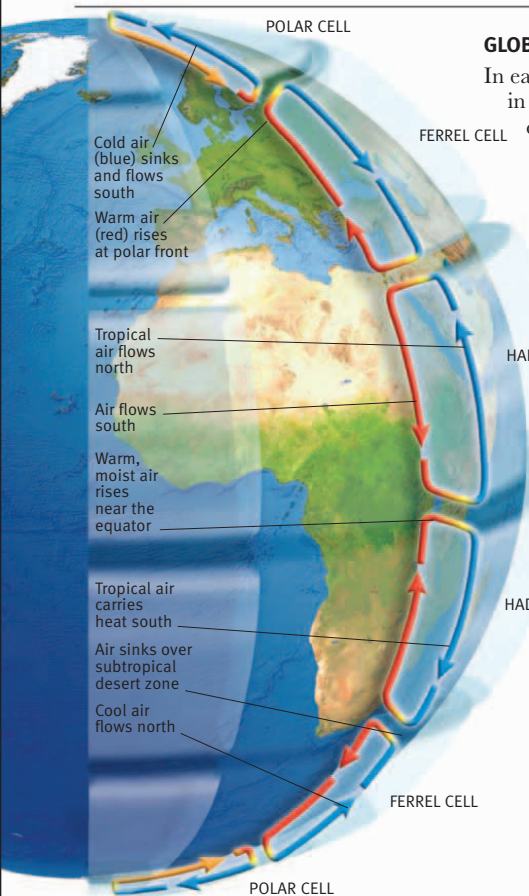 POLAR CELL
GLOB
In ea
in
FERREL CELL
Cold air
(blue) sinks
and flows
south
Warm air
(red) rises
at polar front
Tropical
air flows
north
HA
Air flows
south
Warm,
moist air
rises
near the
equator
Tropical air
carries
heat south
HAD
Air sinks over
subtropical
desert zone
Cool air
flows north
FERREL CELL
POLAR CELL